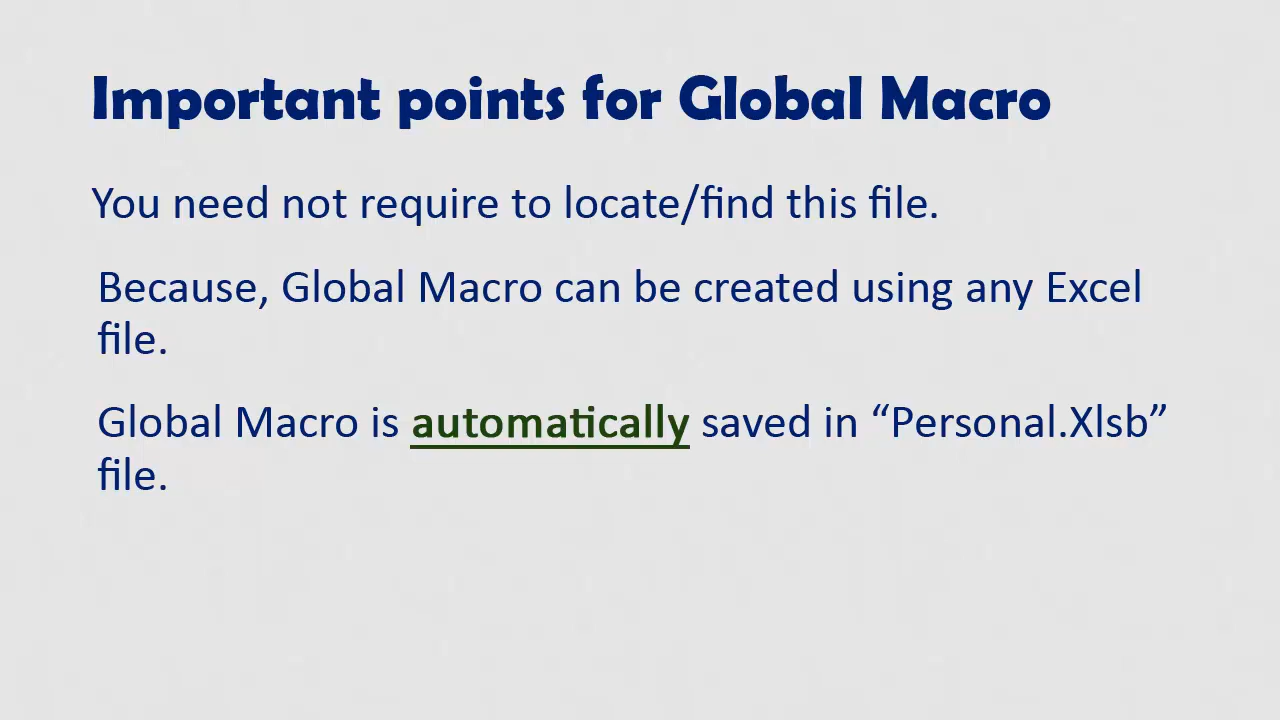 Important points for Global Macro
You need not require to locate/find this file.
Because, Global Macro can be created using any Excel
file.
Global Macro is automatically saved in “Personal.Xlsb”
file.